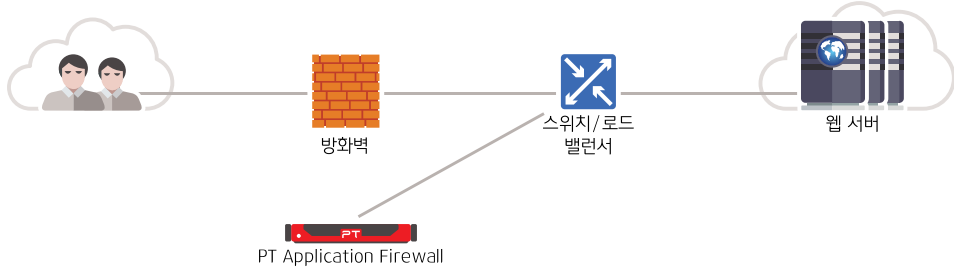 방화벽
스위치/로드
밸런서
웹 서버
PT
PT Application Firewall